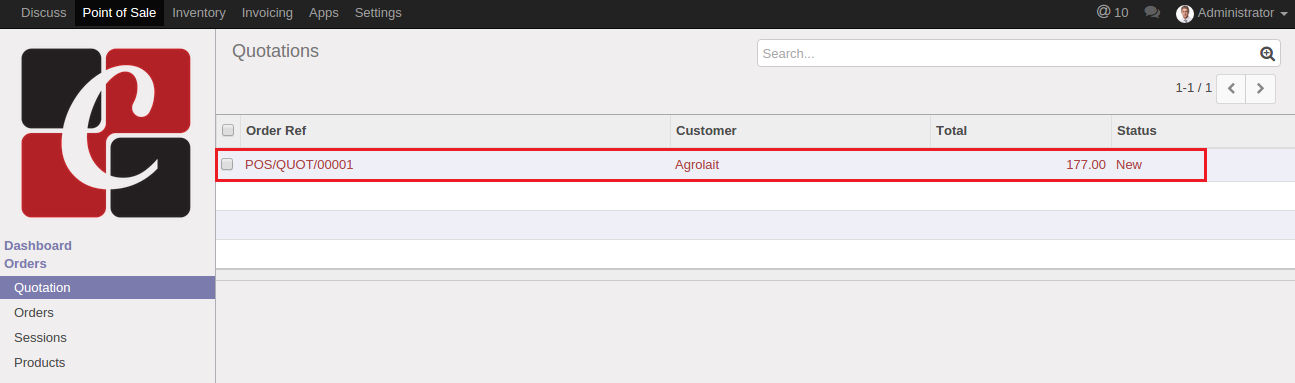 Discuss Point of Sale Inventory Invoicing Apps Settings @ 10 Administrator
C
Quotations
Search...
1-1 / 1
Order Ref Customer Total Status
POS/QUOT/00001 Agrolait 177.00 New
Dashboard
Orders
Quotation
Orders
Sessions
Products